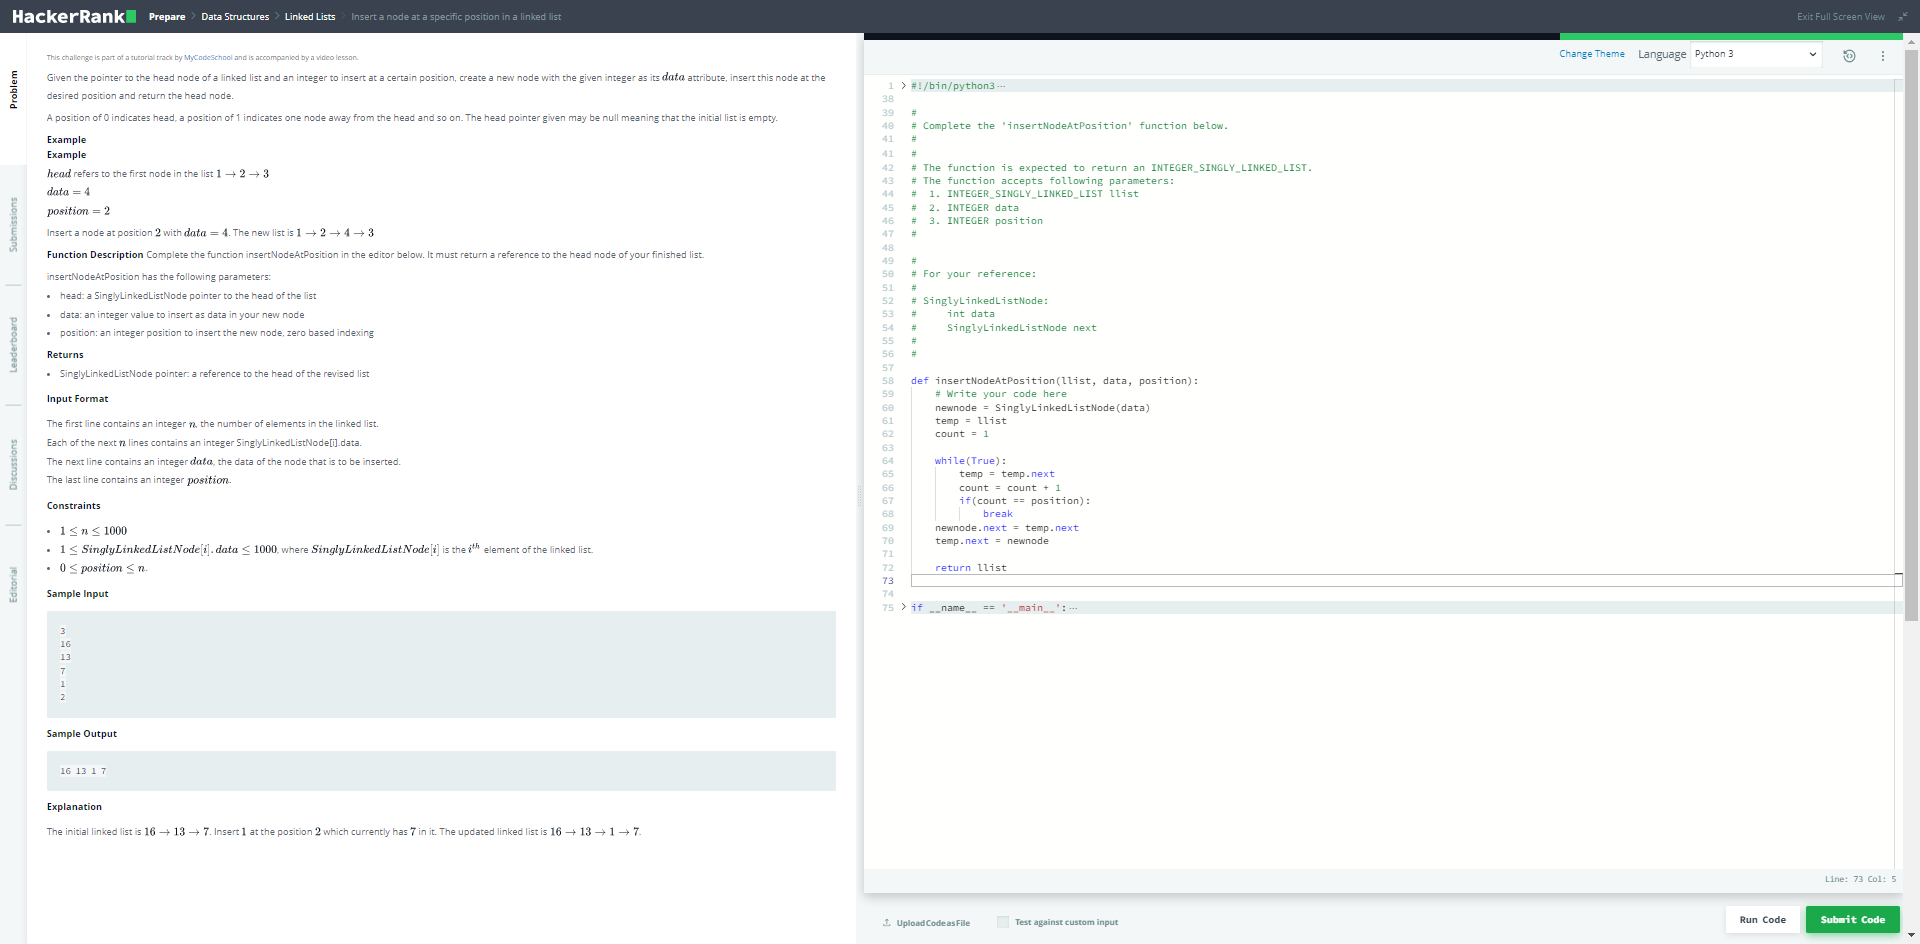 HackerRank Prepare > Data Structures > Linked Lists > Insert a node at a specific position in a linked list Exit Full Screen View
Problem
Submissions
Leaderboard
Discussions
Editorial
This challenge is part of a tutorial track by MyCodeSchool and is accompanied by a video lesson.
Given the pointer to the head node of a linked list and an integer to insert at a certain position, create a new node with the given integer as its data attribute, insert this node at the
desired position and return the head node.
A position of 0 indicates head, a position of 1 indicates one node away from the head and so on. The head pointer given may be null meaning that the initial list is empty.
Example
Example
head refers to the first node in the list 1 → 2 → 3
data = 4
position = 2
Insert a node at position 2 with data = 4. The new list is 1 → 2 → 4 → 3
Function Description Complete the function insertNodeAtPosition in the editor below. It must return a reference to the head node of your finished list.
insertNodeAtPosition has the following parameters:
• head: a SinglyLinkedListNode pointer to the head of the list
• data: an integer value to insert as data in your new node
• position: an integer position to insert the new node, zero based indexing
Returns
• SinglyLinkedListNode pointer: a reference to the head of the revised list
Input Format
The first line contains an integer n, the number of elements in the linked list.
Each of the next n lines contains an integer SinglyLinkedListNode[i].data.
The next line contains an integer data, the data of the node that is to be inserted.
The last line contains an integer position.
Constraints
• 1 ≤ n ≤ 1000
• 1 ≤ SinglyLinkedListNode[i].data ≤ 1000, where SinglyLinkedListNode[i] is the ith element of the linked list.
• 0 ≤ position ≤ n.
Sample Input
3
16
13
7
1
2
Sample Output
16 13 1 7
Explanation
The initial linked list is 16 → 13 → 7. Insert 1 at the position 2 which currently has 7 in it. The updated linked list is 16 → 13 → 1 → 7.
Change Theme Language Python 3
1 > #!/bin/python3 ···
38
39 #
40 # Complete the 'insertNodeAtPosition' function below.
41 #
41 #
42 # The function is expected to return an INTEGER_SINGLY_LINKED_LIST.
43 # The function accepts following parameters:
44 #  1. INTEGER_SINGLY_LINKED_LIST llist
45 #  2. INTEGER data
46 #  3. INTEGER position
47 #
48
49 #
50 # For your reference:
51 #
52 # SinglyLinkedListNode:
53 #     int data
54 #     SinglyLinkedListNode next
55 #
56 #
57
58 def insertNodeAtPosition(llist, data, position):
59     # Write your code here
60     newnode = SinglyLinkedListNode(data)
61     temp = llist
62     count = 1
63
64     while(True):
65         temp = temp.next
66         count = count + 1
67         if(count == position):
68             break
69     newnode.next = temp.next
70     temp.next = newnode
71
72     return llist
73
74
75 > if __name__ == '__main__': ···
Line: 73 Col: 5
Upload Code as File Test against custom input Run Code Submit Code